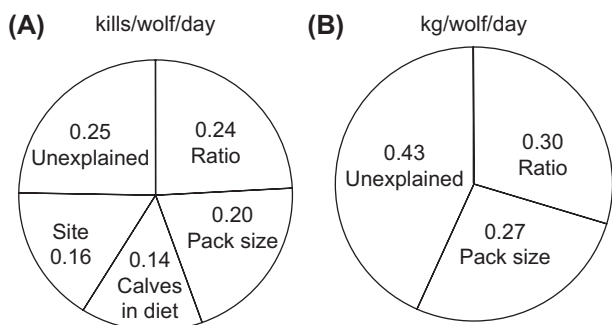 (A) kills/wolf/day
(B) kg/wolf/day
0.25
Unexplained
0.24
Ratio
0.20
Pack size
0.14
Calves
in diet
Site
0.16
0.43
Unexplained
0.30
Ratio
0.27
Pack size